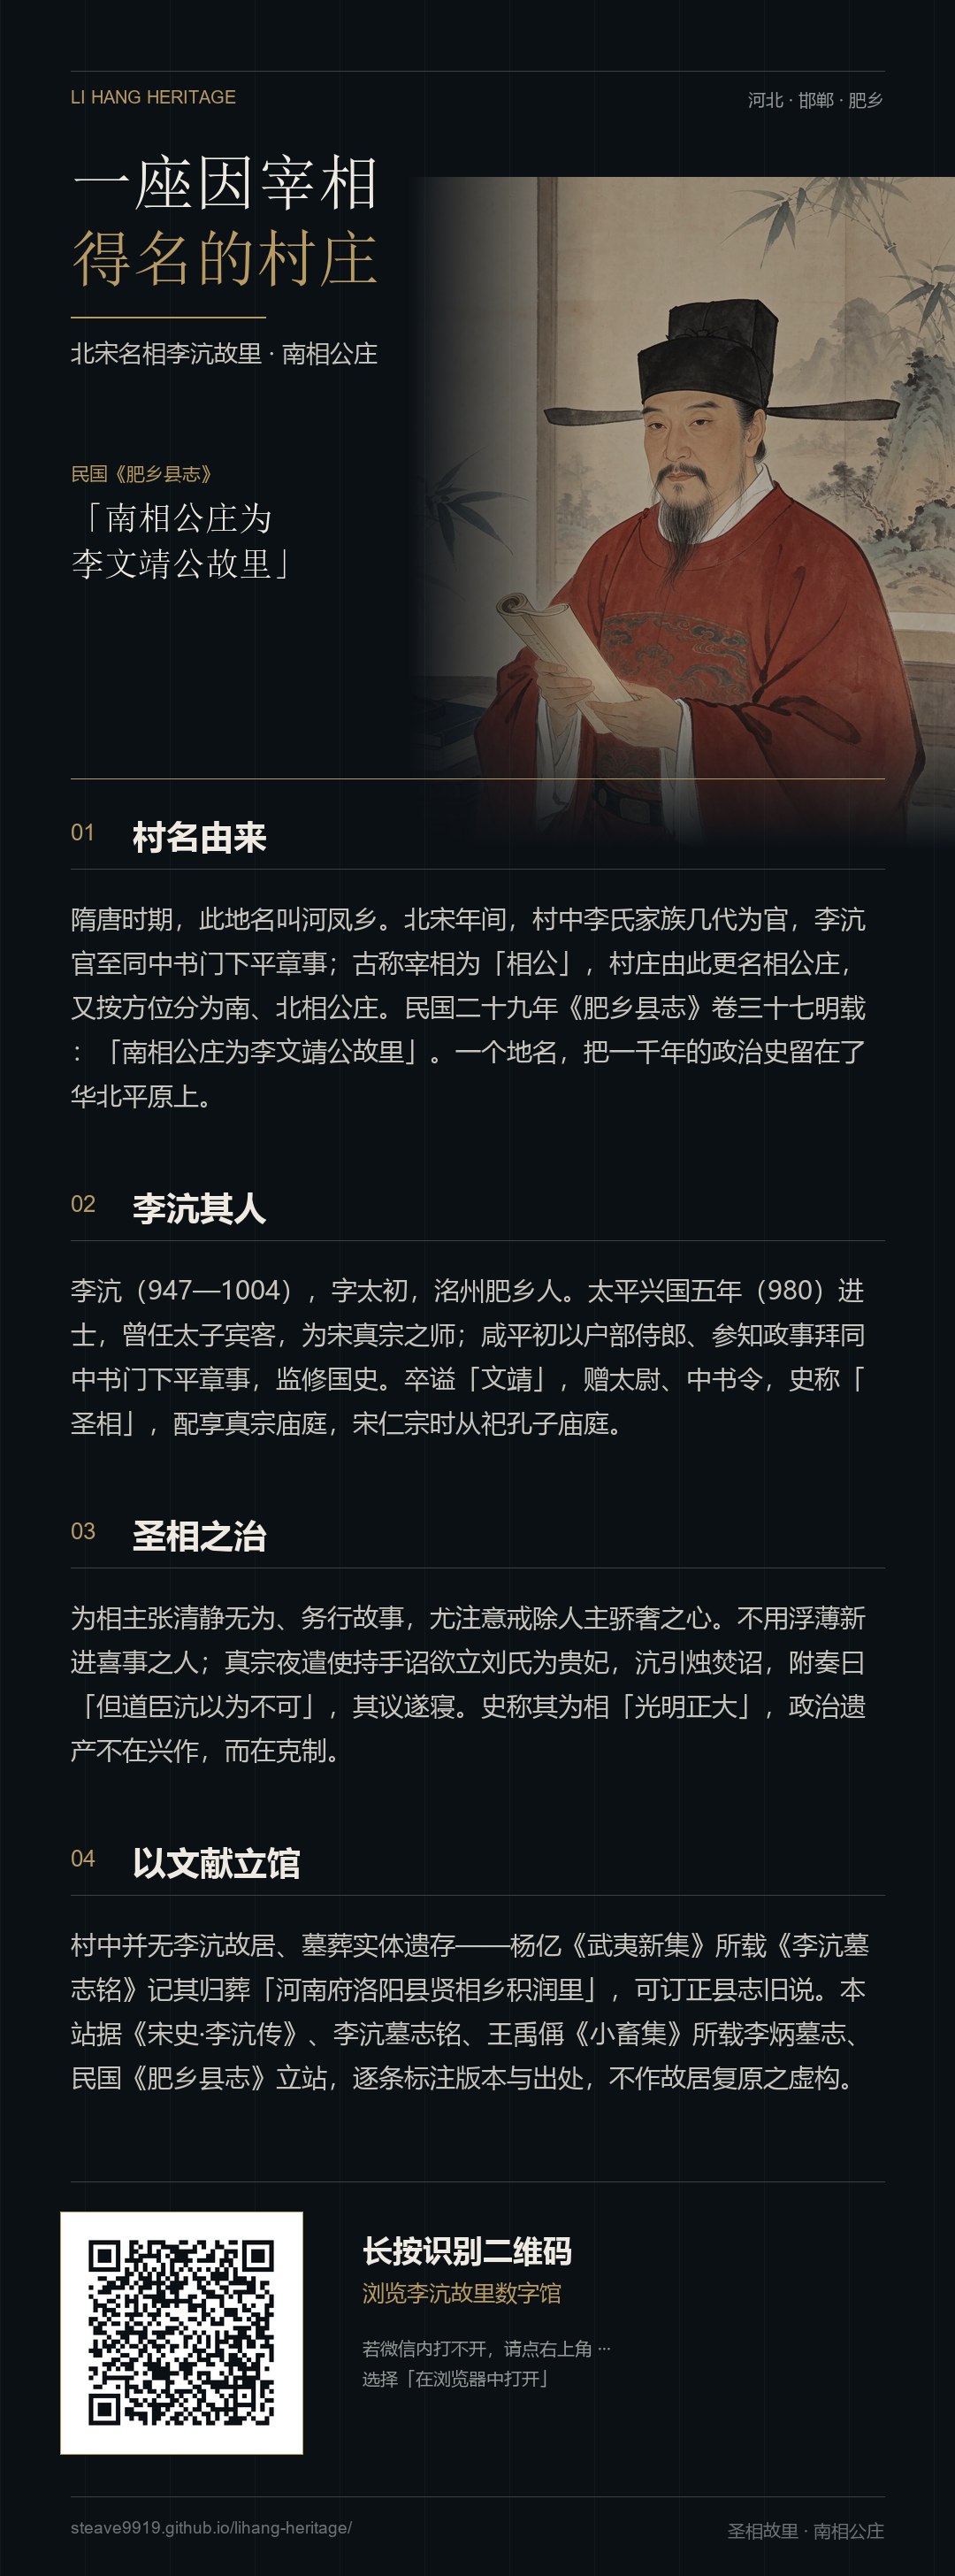 LI HANG HERITAGE
河北 · 邯郸 · 肥乡
一座因宰相
得名的村庄
北宋名相李沆故里 · 南相公庄
民国《肥乡县志》
「南相公庄为
李文靖公故里」
01 村名由来
隋唐时期，此地名叫河凤乡。北宋年间，村中李氏家族几代为官，李沆
官至同中书门下平章事；古称宰相为「相公」，村庄由此更名相公庄，
又按方位分为南、北相公庄。民国二十九年《肥乡县志》卷三十七明载
：「南相公庄为李文靖公故里」。一个地名，把一千年的政治史留在了
华北平原上。
02 李沆其人
李沆（947—1004），字太初，洺州肥乡人。太平兴国五年（980）进
士，曾任太子宾客，为宋真宗之师；咸平初以户部侍郎、参知政事拜同
中书门下平章事，监修国史。卒谥「文靖」，赠太尉、中书令，史称「
圣相」，配享真宗庙庭，宋仁宗时从祀孔子庙庭。
03 圣相之治
为相主张清静无为、务行故事，尤注意戒除人主骄奢之心。不用浮薄新
进喜事之人；真宗夜遣使持手诏欲立刘氏为贵妃，沆引烛焚诏，附奏曰
「但道臣沆以为不可」，其议遂寝。史称其为相「光明正大」，政治遗
产不在兴作，而在克制。
04 以文献立馆
村中并无李沆故居、墓葬实体遗存——杨亿《武夷新集》所载《李沆墓
志铭》记其归葬「河南府洛阳县贤相乡积润里」，可订正县志旧说。本
站据《宋史·李沆传》、李沆墓志铭、王禹偁《小畜集》所载李炳墓志、
民国《肥乡县志》立站，逐条标注版本与出处，不作故居复原之虚构。
长按识别二维码
浏览李沆故里数字馆
若微信内打不开，请点右上角 ···
选择「在浏览器中打开」
steave9919.github.io/lihang-heritage/
圣相故里 · 南相公庄